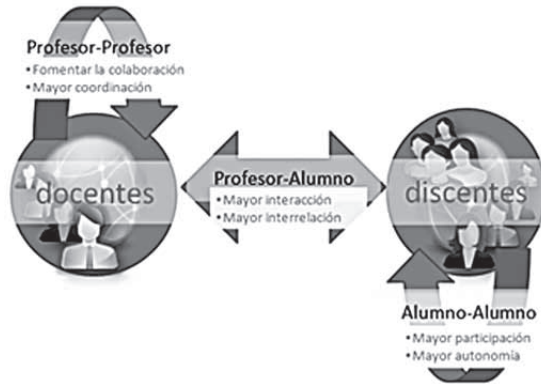 Profesor-Profesor
• Fomentar la colaboración
• Mayor coordinación
docentes
Profesor-Alumno
• Mayor interacción
• Mayor interrelación
discentes
Alumno-Alumno
• Mayor participación
• Mayor autonomía